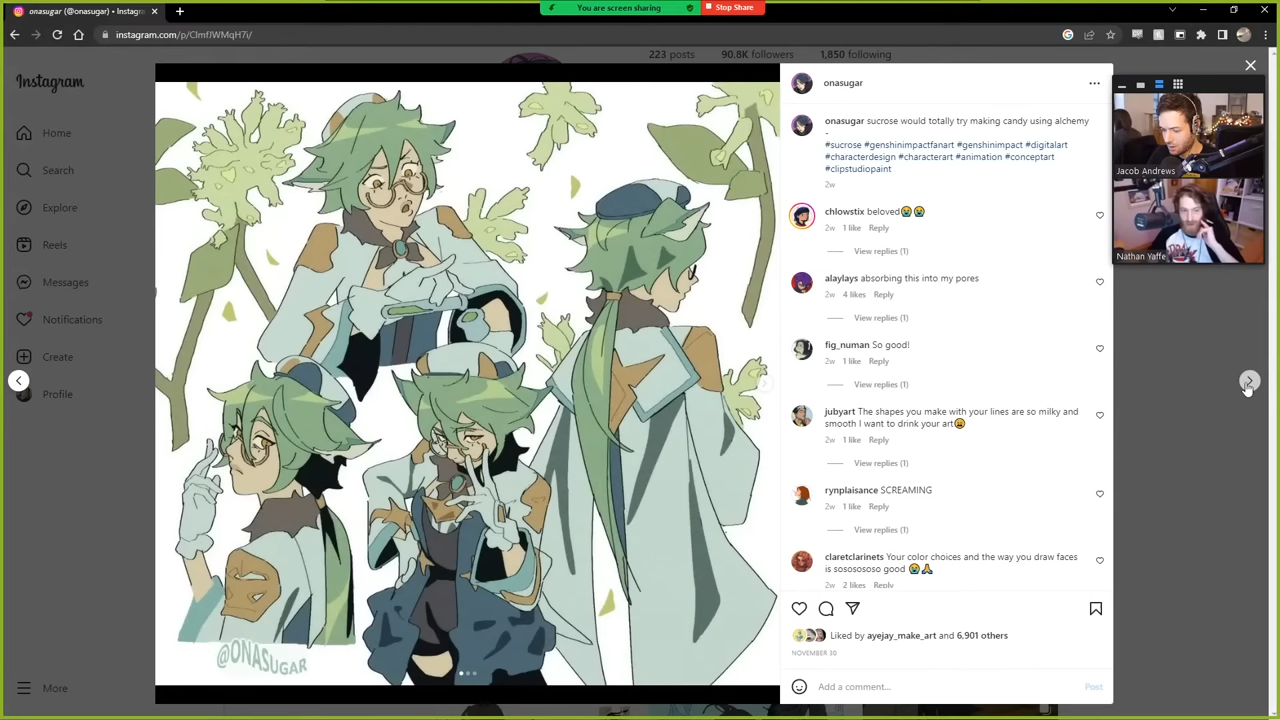 onasugar (@onasugar) • Instagr
You are screen sharing
Stop Share
instagram.com/p/ClmfJWMqH7i/
223 posts
90.8K followers
1,850 following
Instagram
Home
Search
Explore
Reels
Messages
Notifications
Create
Profile
More
@ONASUGAR
onasugar
onasugar sucrose would totally try making candy using alchemy
-
#sucrose #genshinimpactfanart #genshinimpact #digitalart
#characterdesign #characterart #animation #conceptart
#clipstudiopaint
2w
chlowstix beloved😭😭
2w 1 like Reply
View replies (1)
alaylays absorbing this into my pores
2w 4 likes Reply
View replies (1)
fig_numan So good!
2w 1 like Reply
View replies (1)
jubyart The shapes you make with your lines are so milky and
smooth I want to drink your art😩
2w 1 like Reply
View replies (1)
rynplaisance SCREAMING
2w 1 like Reply
View replies (1)
claretclarinets Your color choices and the way you draw faces
is sososososo good 😭🙏
2w 2 likes Reply
Liked by ayejay_make_art and 6,901 others
NOVEMBER 30
Add a comment...
Post
Jacob Andrews
Nathan Yaffe